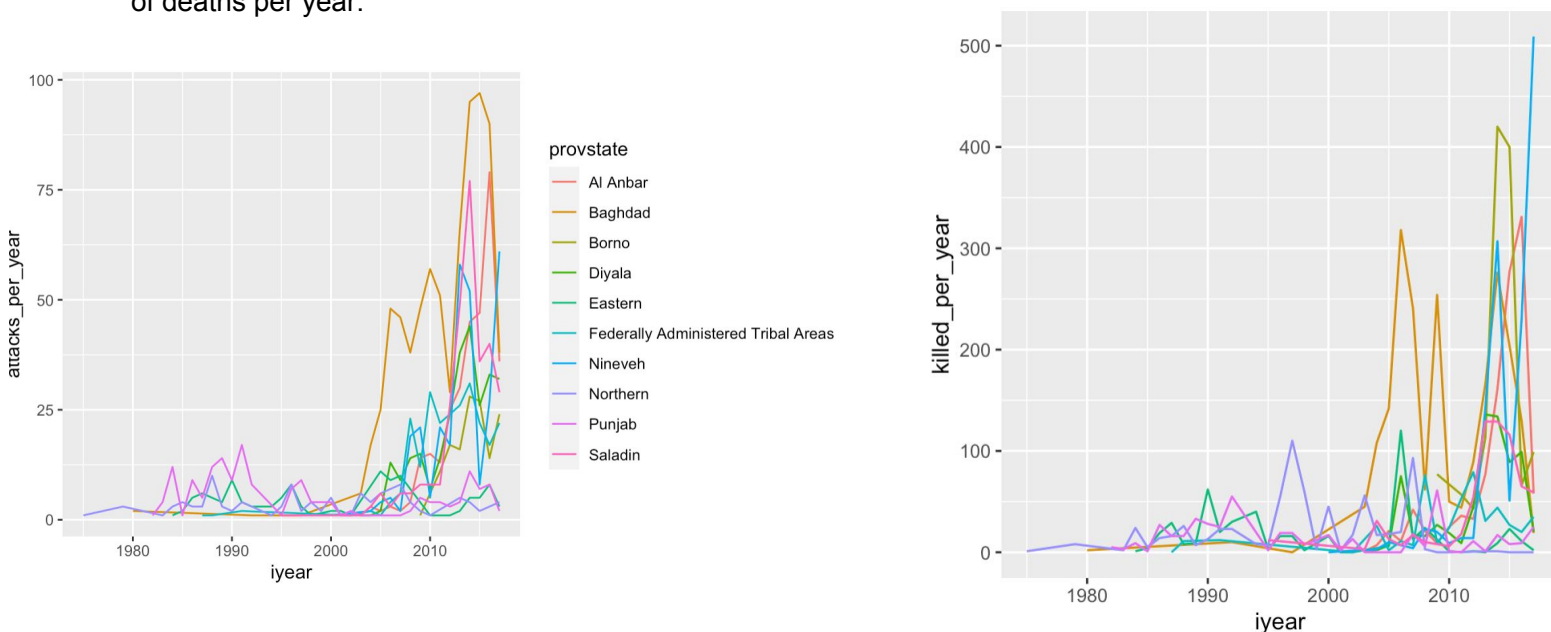 of deaths per year.
100
75
50
25
0
attacks_per_year
1980 1990 2000 2010
iyear
provstate
Al Anbar
Baghdad
Borno
Diyala
Eastern
Federally Administered Tribal Areas
Nineveh
Northern
Punjab
Saladin
500
400
300
200
100
0
killed_per_year
1980 1990 2000 2010
iyear